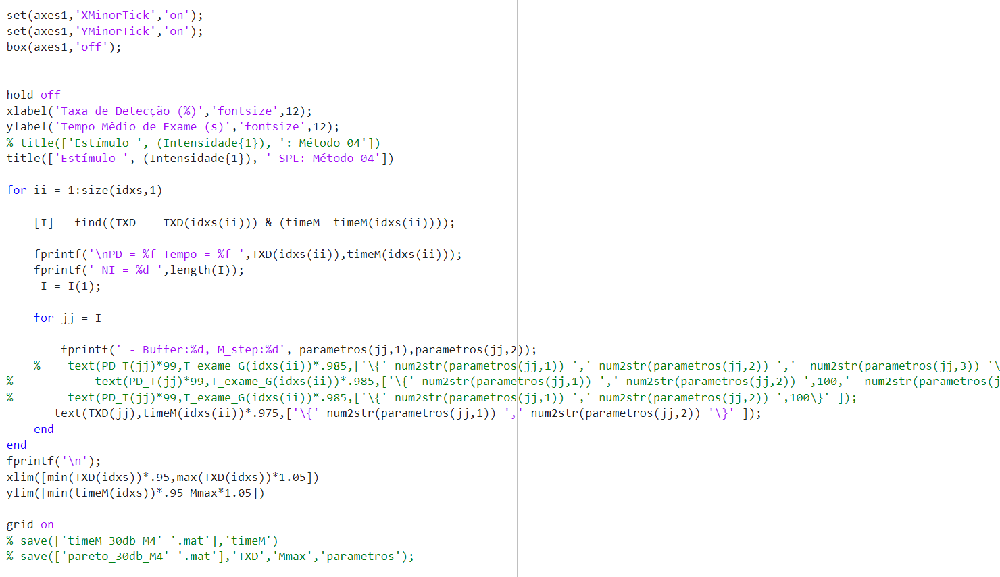 set(axes1,'XMinorTick','on');
set(axes1,'YMinorTick','on');
box(axes1,'off');
hold off
xlabel('Taxa de Detecção (%)','fontsize',12);
ylabel('Tempo Médio de Exame (s)','fontsize',12);
% title(['Estímulo ', (Intensidade{1}), ': Método 04'])
title(['Estímulo ', (Intensidade{1}), ' SPL: Método 04'])
for ii = 1:size(idxs,1)
[I] = find((TXD == TXD(idxs(ii))) & (timeM==timeM(idxs(ii))));
fprintf('\nPD = %f Tempo = %f ',TXD(idxs(ii)),timeM(idxs(ii)));
fprintf(' NI = %d ',length(I));
I = I(1);
for jj = I
fprintf(' - Buffer:%d, M_step:%d', parametros(jj,1),parametros(jj,2));
%    text(PD_T(jj)*99,T_exame_G(idxs(ii))*.985,['\{' num2str(parametros(jj,1)) ',' num2str(parametros(jj,2)) ','  num2str(parametros(jj,3)) '\
%            text(PD_T(jj)*99,T_exame_G(idxs(ii))*.985,['\{' num2str(parametros(jj,1)) ',' num2str(parametros(jj,2)) ',100,'  num2str(parametros(j
%        text(PD_T(jj)*99,T_exame_G(idxs(ii))*.985,['\{' num2str(parametros(jj,1)) ',' num2str(parametros(jj,2)) ',100\}' ]);
text(TXD(jj),timeM(idxs(ii))*.975,['\{' num2str(parametros(jj,1)) ',' num2str(parametros(jj,2)) '\}' ]);
end
end
fprintf('\n');
xlim([min(TXD(idxs))*.95,max(TXD(idxs))*1.05])
ylim([min(timeM(idxs))*.95 Mmax*1.05])
grid on
% save(['timeM_30db_M4' '.mat'],'timeM')
% save(['pareto_30db_M4' '.mat'],'TXD','Mmax','parametros');